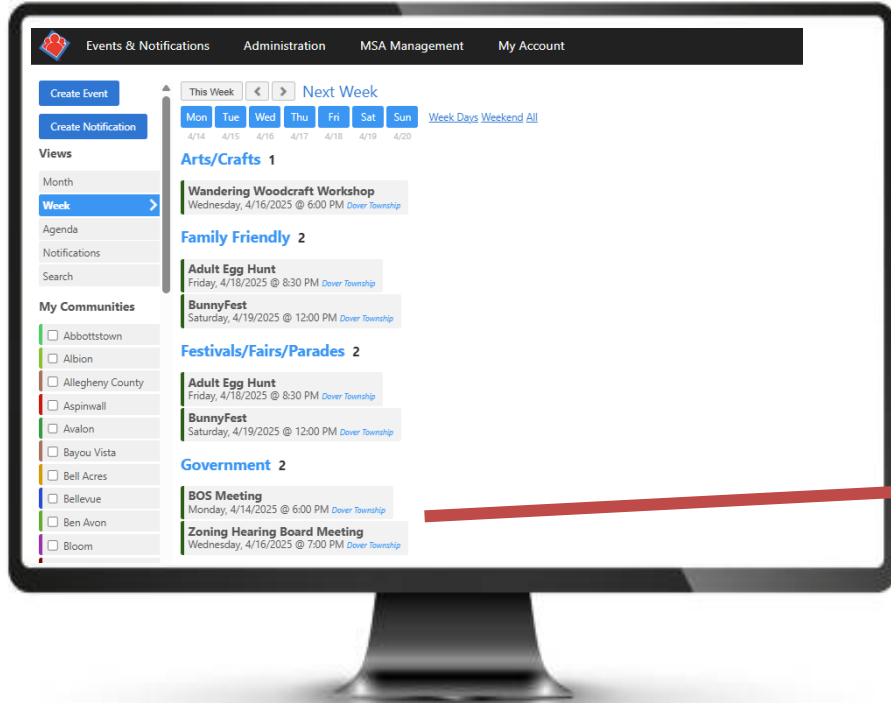 Events & Notifications Administration MSA Management My Account
Create Event
Create Notification
Views
Month
Week
Agenda
Notifications
Search
My Communities
Abbottstown
Albion
Allegheny County
Aspinwall
Avalon
Bayou Vista
Bell Acres
Bellevue
Ben Avon
Bloom
This Week < > Next Week
Mon Tue Wed Thu Fri Sat Sun Week Days Weekend All
4/14 4/15 4/16 4/17 4/18 4/19 4/20
Arts/Crafts 1
Wandering Woodcraft Workshop
Wednesday, 4/16/2025 @ 6:00 PM Dover Township
Family Friendly 2
Adult Egg Hunt
Friday, 4/18/2025 @ 8:30 PM Dover Township
BunnyFest
Saturday, 4/19/2025 @ 12:00 PM Dover Township
Festivals/Fairs/Parades 2
Adult Egg Hunt
Friday, 4/18/2025 @ 8:30 PM Dover Township
BunnyFest
Saturday, 4/19/2025 @ 12:00 PM Dover Township
Government 2
BOS Meeting
Monday, 4/14/2025 @ 6:00 PM Dover Township
Zoning Hearing Board Meeting
Wednesday, 4/16/2025 @ 7:00 PM Dover Township